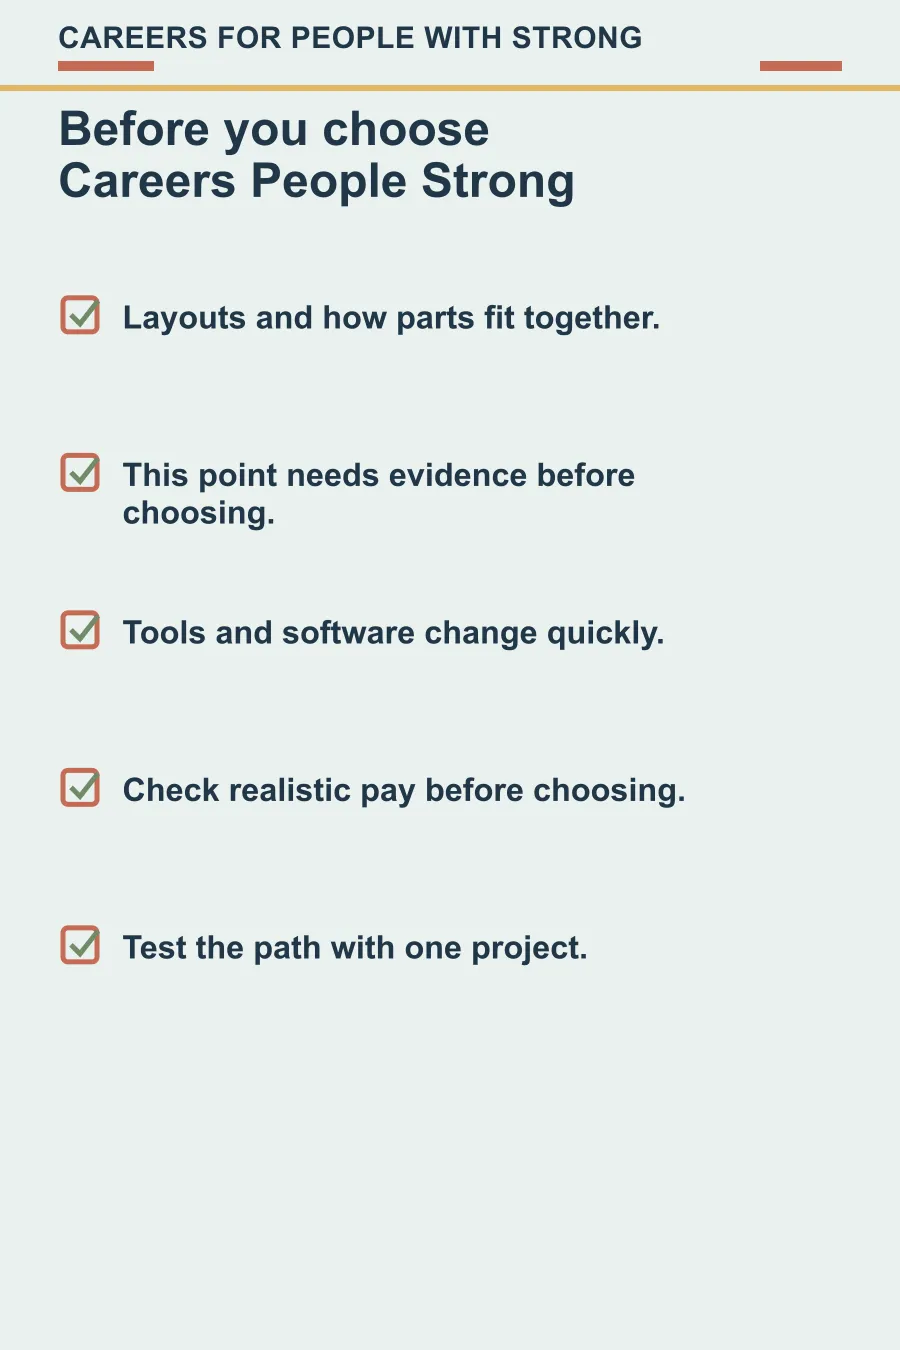 CAREERS FOR PEOPLE WITH STRONG
Before you choose
Careers People Strong
Layouts and how parts fit together.
This point needs evidence before
choosing.
Tools and software change quickly.
Check realistic pay before choosing.
Test the path with one project.